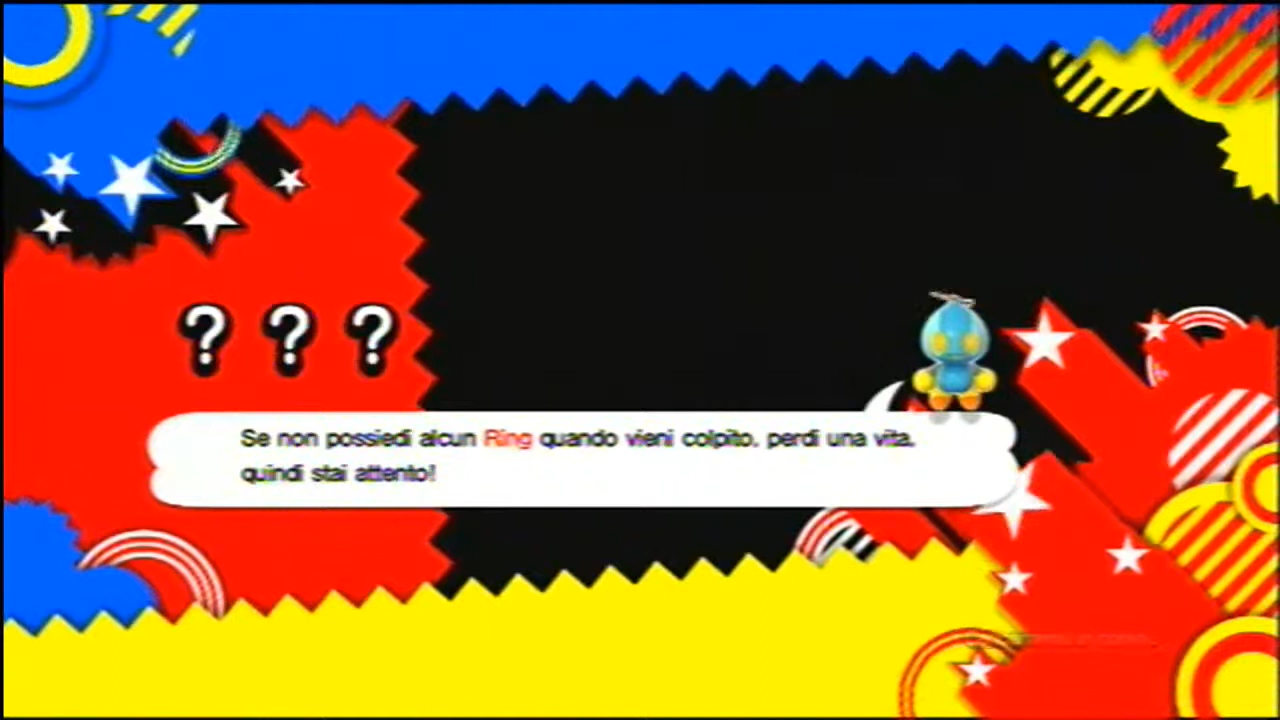 ? ? ?
Se non possiedi alcun Ring quando vieni colpito, perdi una vita,
quindi stai attento!